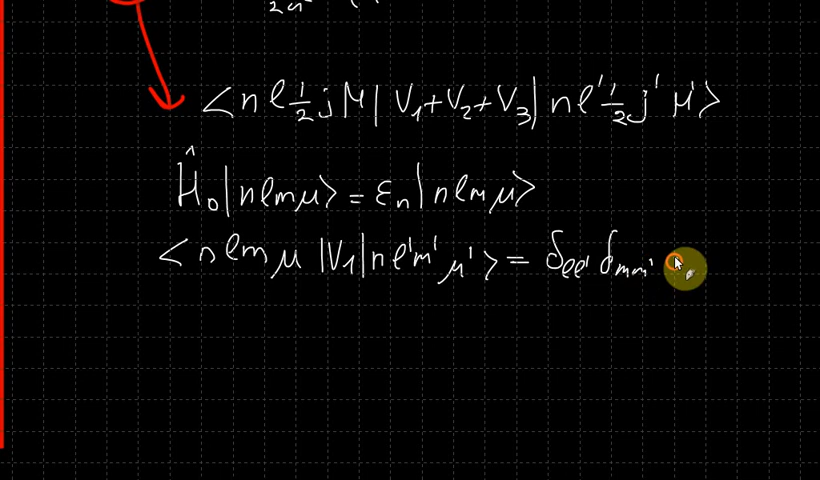 ⟨ n ℓ ½ j M | V₁+V₂+V₃ | n ℓ' ½ j' μ' ⟩
Ĥ₀ | n ℓ m μ ⟩ = εₙ | n ℓ m μ ⟩
⟨ n ℓ m μ | V₁ | n ℓ' m' μ' ⟩ = δℓℓ' δmm'